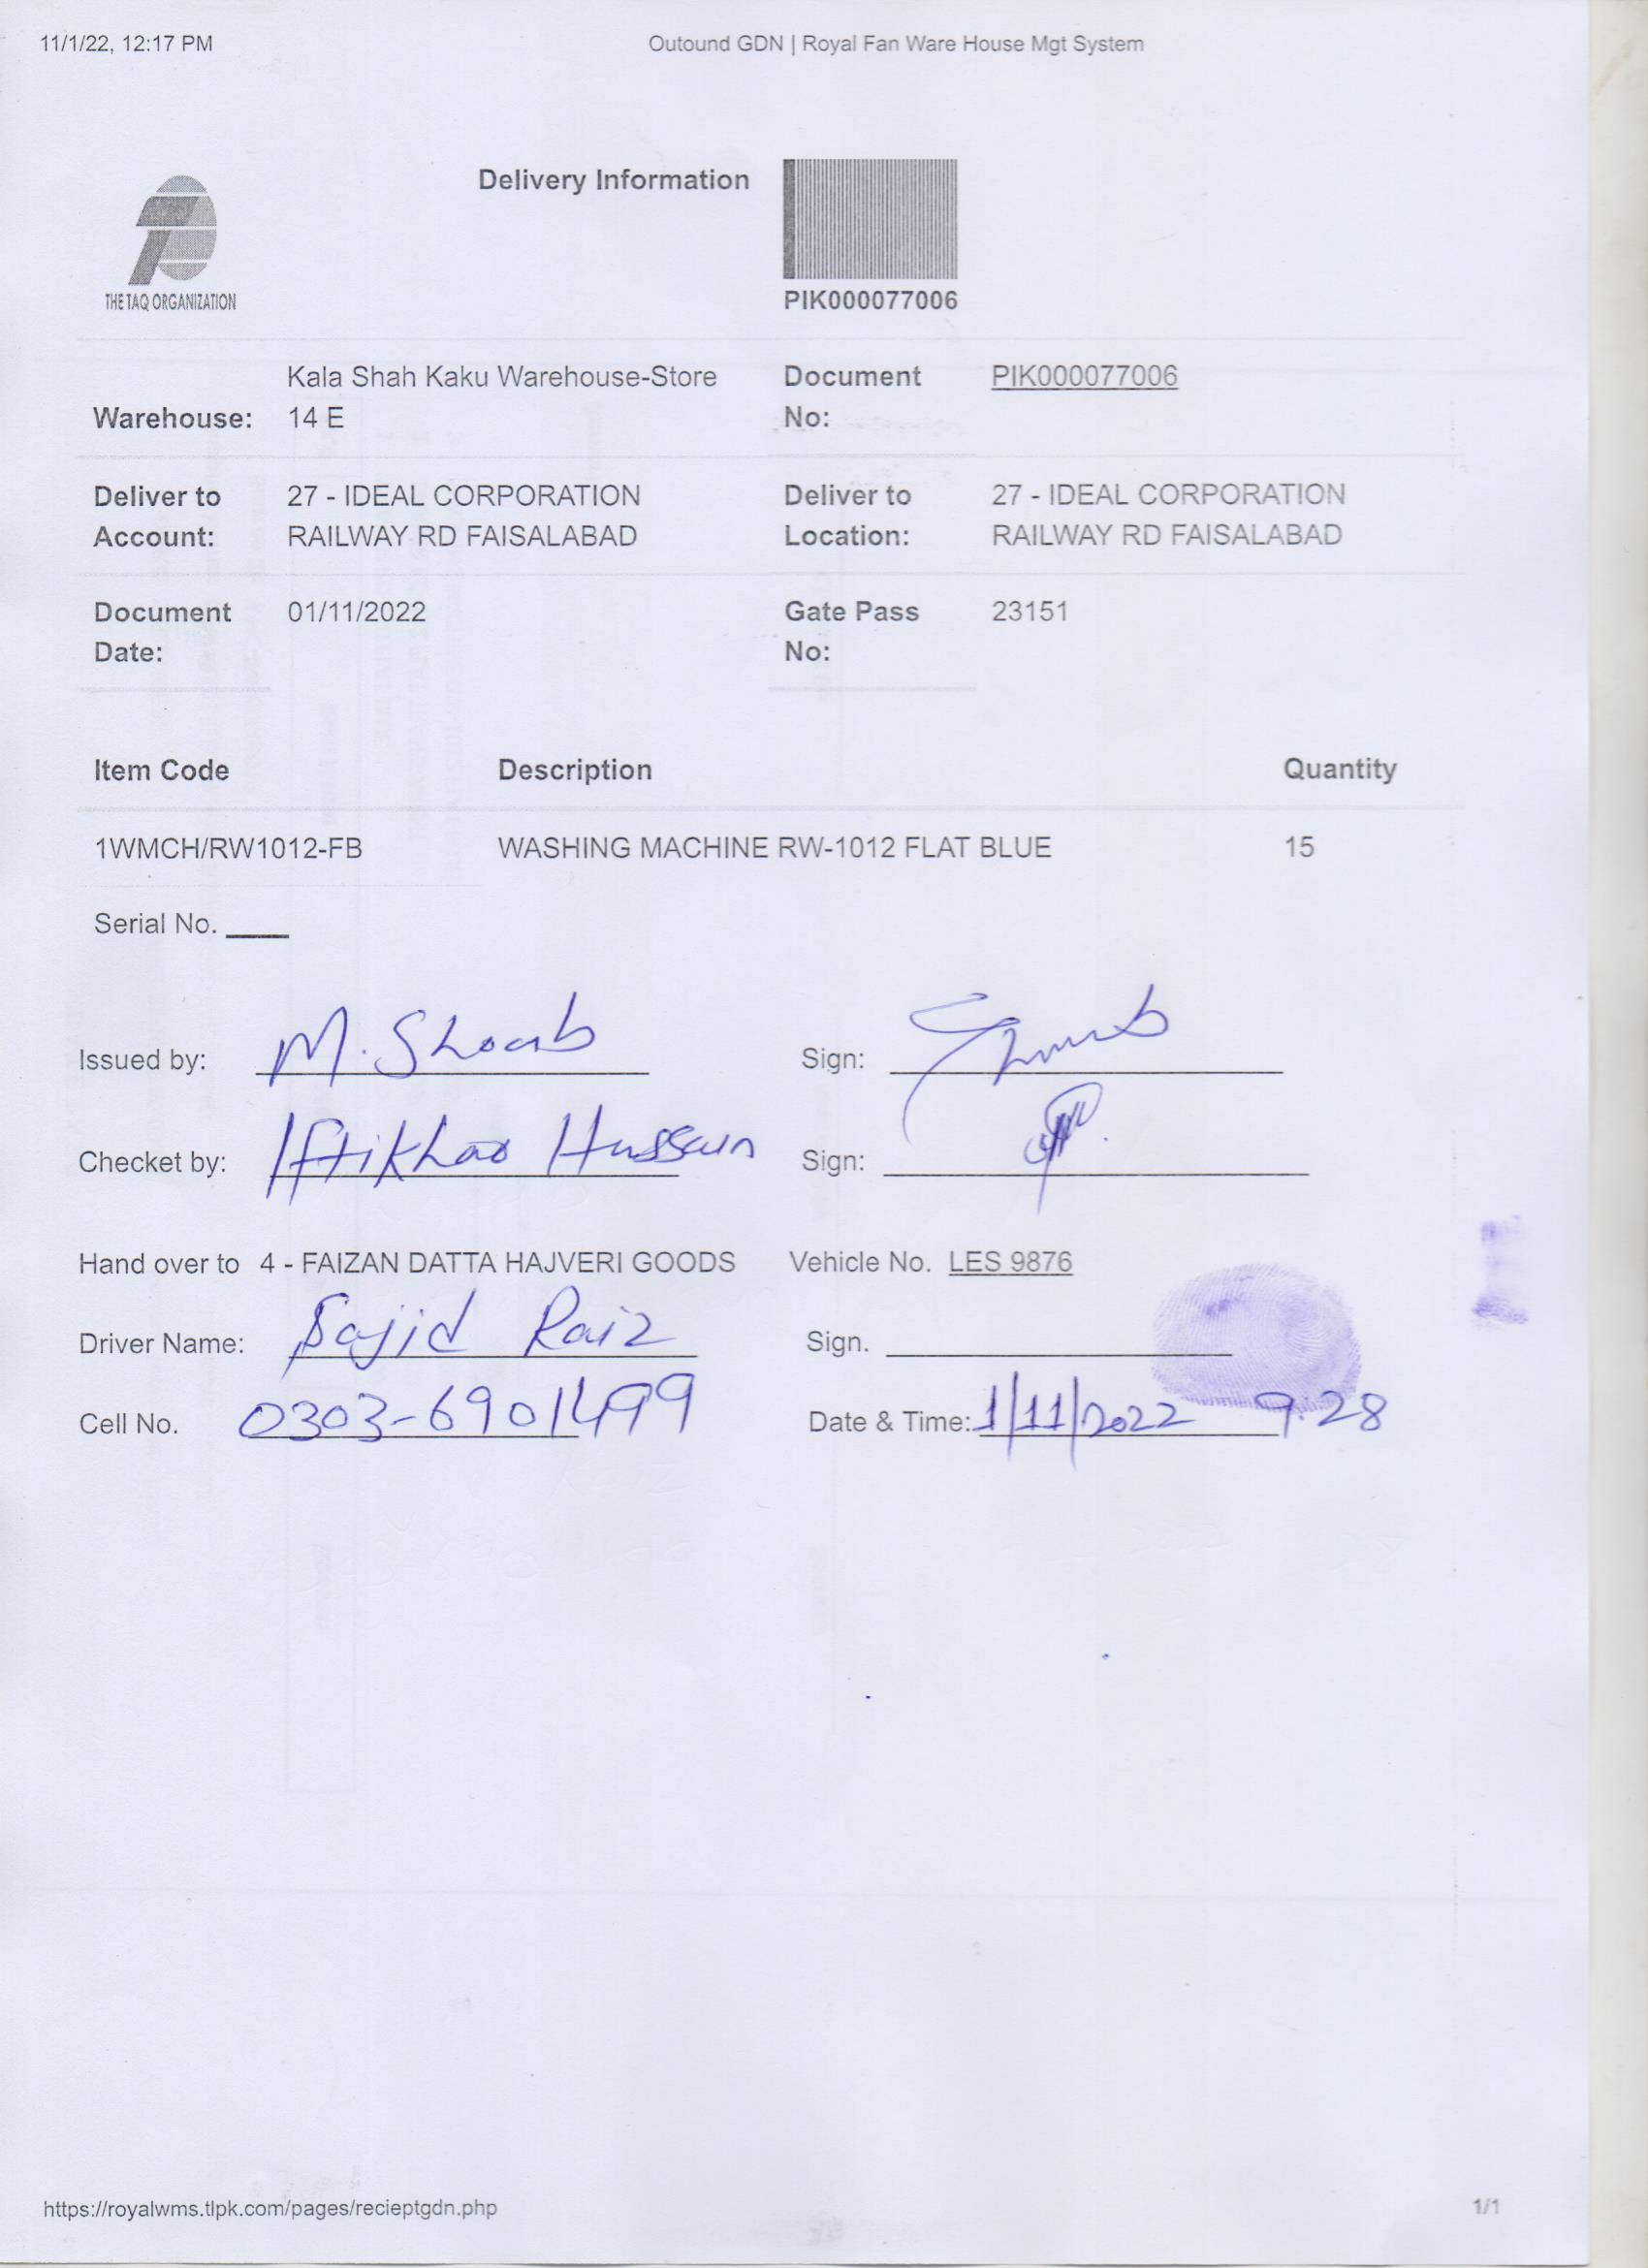 11/1/22, 12:17 PM Outound GDN | Royal Fan Ware House Mgt System
Delivery Information
THE TAQ ORGANIZATION
PIK000077006
Kala Shah Kaku Warehouse-Store Document PIK000077006
Warehouse: 14 E No:
Deliver to 27 - IDEAL CORPORATION Deliver to 27 - IDEAL CORPORATION
Account: RAILWAY RD FAISALABAD Location: RAILWAY RD FAISALABAD
Document 01/11/2022 Gate Pass 23151
Date: No:
Item Code Description Quantity
1WMCH/RW1012-FB WASHING MACHINE RW-1012 FLAT BLUE 15
Serial No.
Issued by: M. Shoaib Sign:
Checket by: Iftikhar Hussain Sign:
Hand over to 4 - FAIZAN DATTA HAJVERI GOODS Vehicle No. LES 9876
Driver Name: Sajid Raiz Sign.
Cell No. 0303-6901499 Date & Time: 1/11/2022 9:28
https://royalwms.tlpk.com/pages/recieptgdn.php 1/1